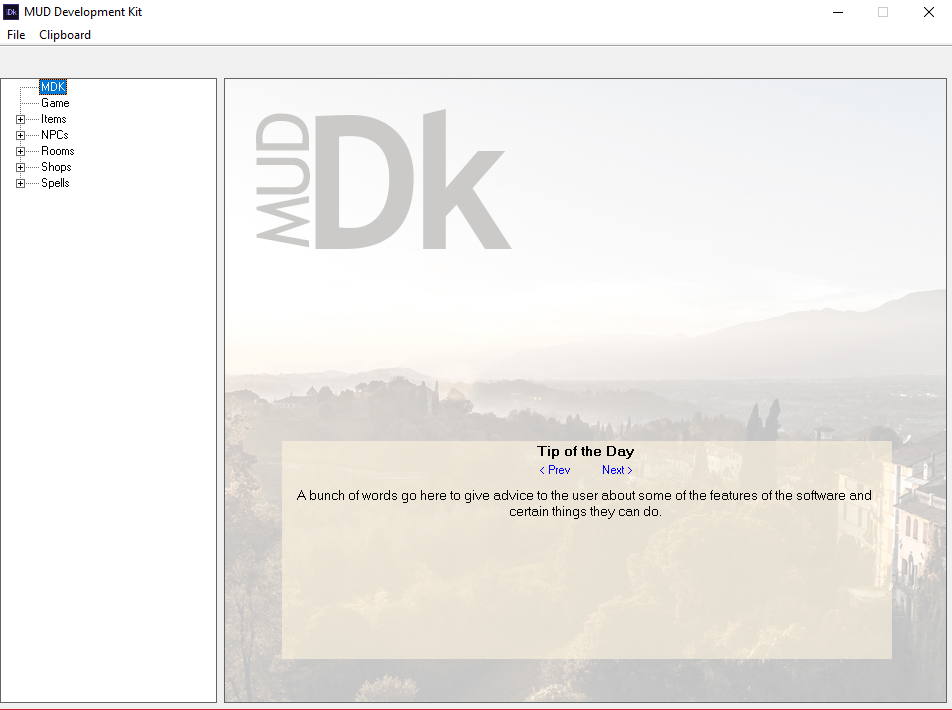 Dk MUD Development Kit
File Clipboard
MDK
Game
Items
NPCs
Rooms
Shops
Spells
MUD Dk
Tip of the Day
< Prev Next >
A bunch of words go here to give advice to the user about some of the features of the software and
certain things they can do.